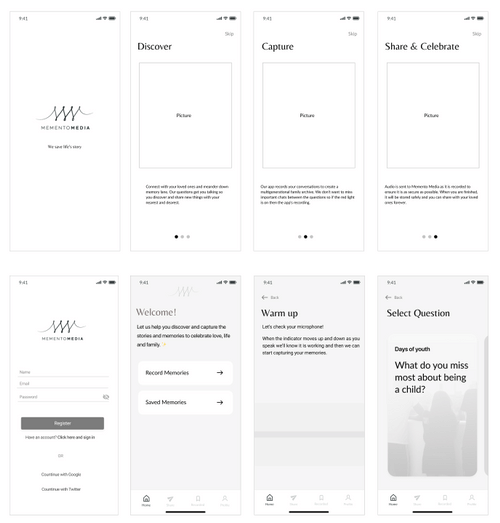 9:41
MEMENTOMEDIA
We save life's story.
9:41
Skip
Discover
Picture
Connect with your loved ones and meander down
memory lane. Our questions get you talking so
you discover and share new things with your
nearest and dearest.
9:41
Skip
Capture
Picture
Our app records your conversations to create a
multigenerational family archive. We don't want to miss
important chats between the questions so if the red light
is on then the app's recording.
9:41
Skip
Share & Celebrate
Picture
Audio is sent to Memento Media as it is recorded to
ensure it is as secure as possible. When you are finished,
it will be stored safely and you can share with your loved
ones forever.
9:41
MEMENTOMEDIA
Name
Email
Password
Register
Have an account? Click here and sign in
OR
Countinue with Google
Countinue with Twitter
9:41
Welcome!
Let us help you discover and capture the
stories and memories to celebrate love, life
and family.
Record Memories
Saved Memories
Home
9:41
Back
Warm up
Let's check your microphone!
When the indicator moves up and down as you
speak we'll know it is working and then we can
start capturing your memories.
Home
9:41
Back
Select Question
Days of youth
What do you miss
most about being
a child?
Home